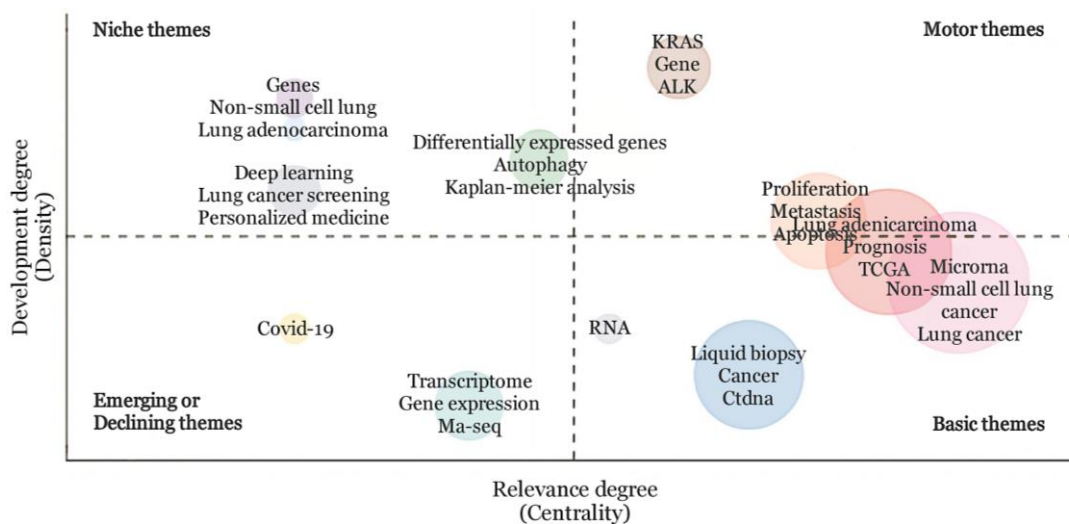 Niche themes
Motor themes
KRAS
Gene
ALK
Genes
Non-small cell lung
Lung adenocarcinoma
Differentially expressed genes
Autophagy
Kaplan-meier analysis
Deep learning
Lung cancer screening
Personalized medicine
Proliferation
Metastasis
Apoptosis
Lung adenicarcinoma
Prognosis
TCGA
Microrna
Non-small cell lung
cancer
Lung cancer
Covid-19
RNA
Liquid biopsy
Cancer
Ctdna
Transcriptome
Gene expression
Ma-seq
Emerging or
Declining themes
Basic themes
Development degree
(Density)
Relevance degree
(Centrality)